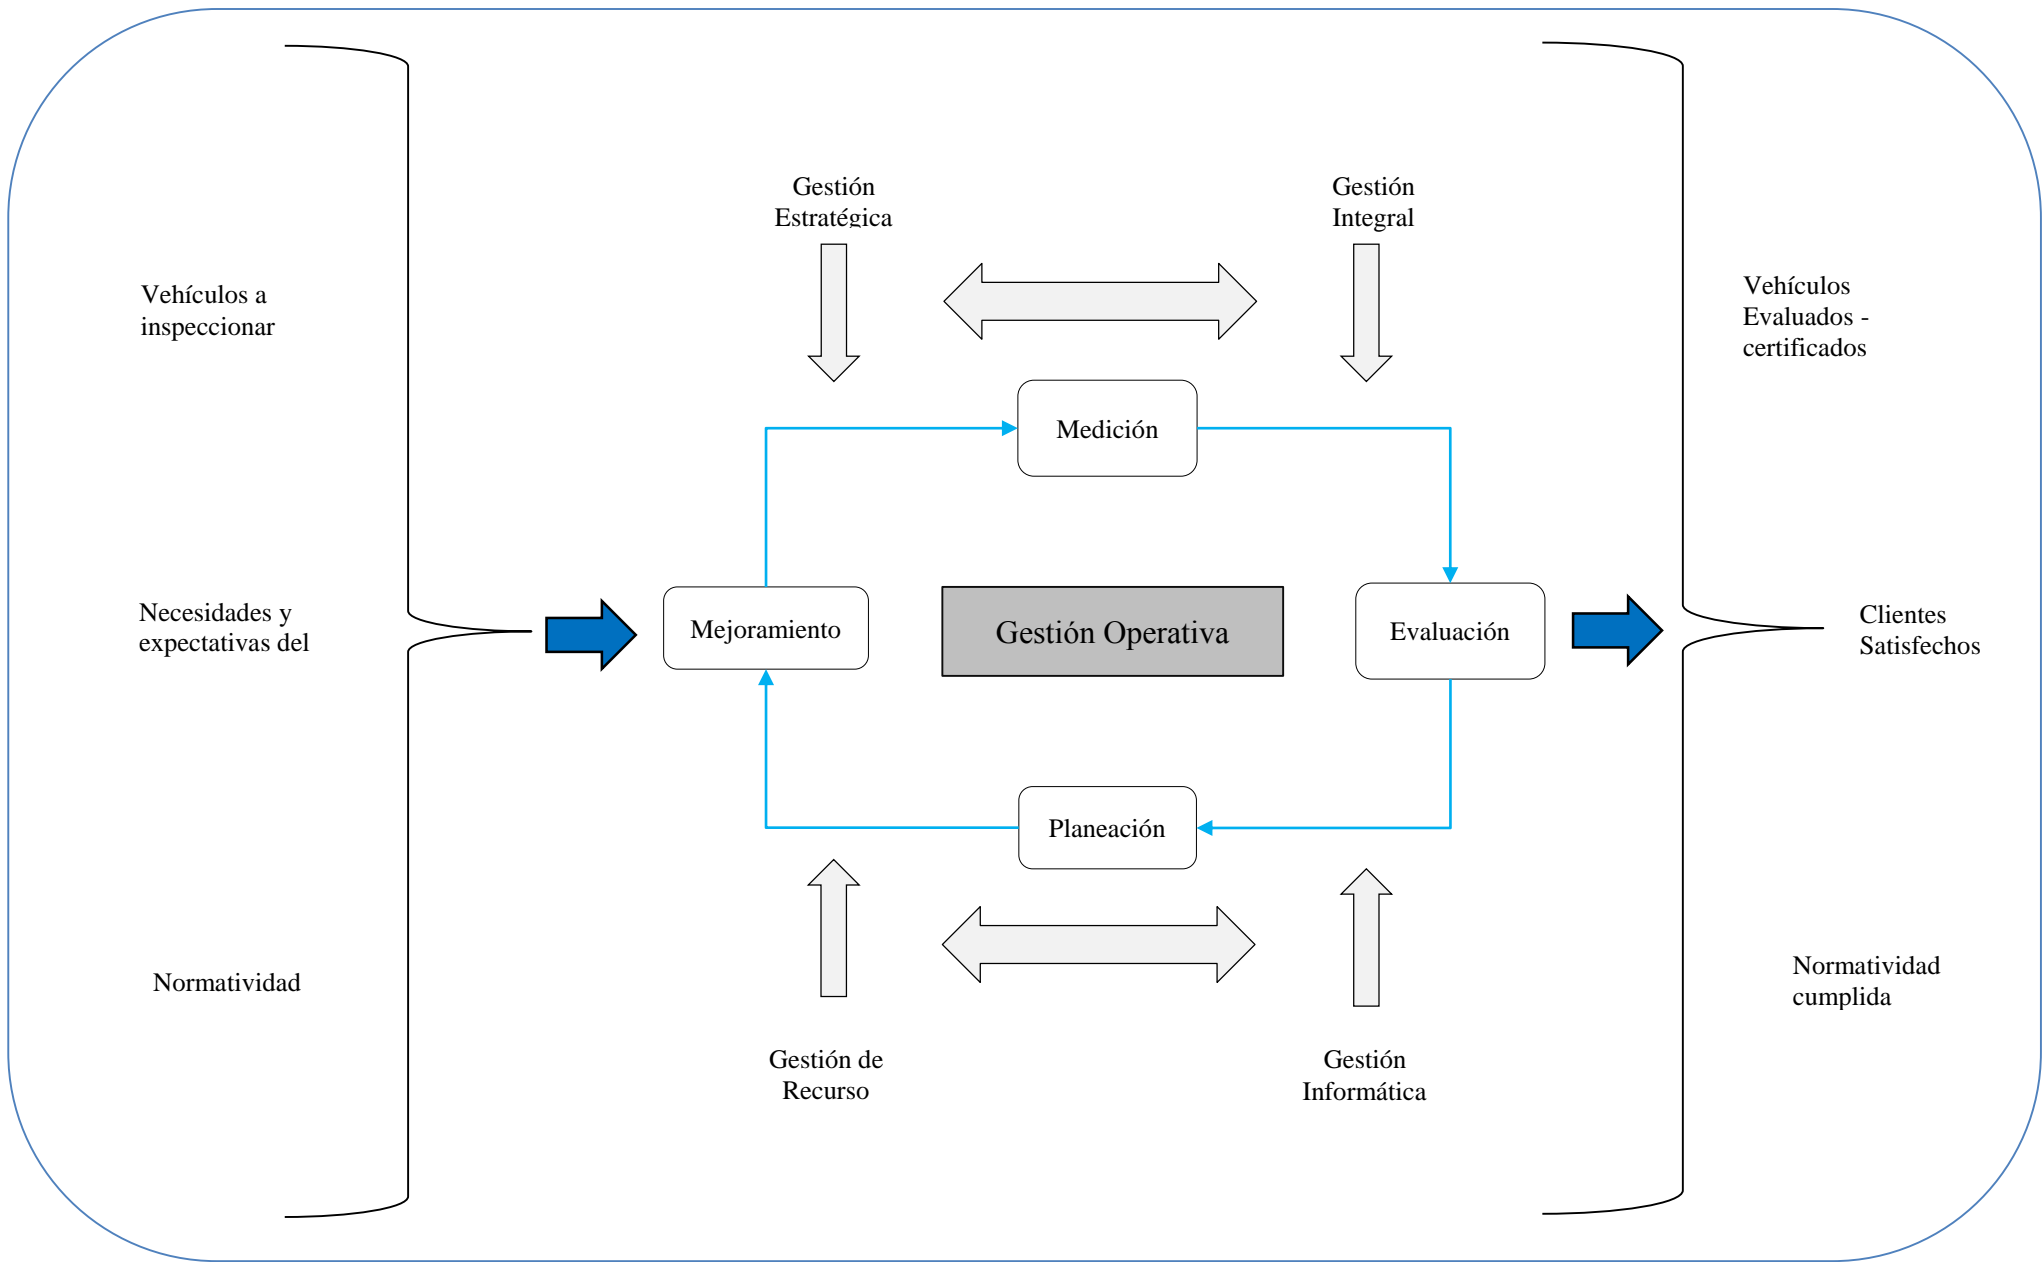 Gestión
Estratégica
Gestión
Integral
Vehículos a
inspeccionar
Vehículos
Evaluados -
certificados
Medición
Necesidades y
expectativas del
Mejoramiento
Gestión Operativa
Evaluación
Clientes
Satisfechos
Planeación
Normatividad
Normatividad
cumplida
Gestión de
Recurso
Gestión
Informática